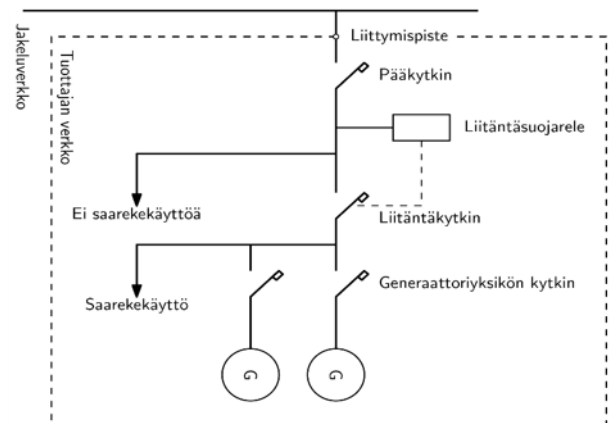 Jakeluverkko
Tuottajan verkko
Liittymispiste
Pääkytkin
Liitäntäsuojarele
Ei saarekekäyttöä
Liitäntäkytkin
Saarekekäyttö
Generaattoriyksikön kytkin
G
G